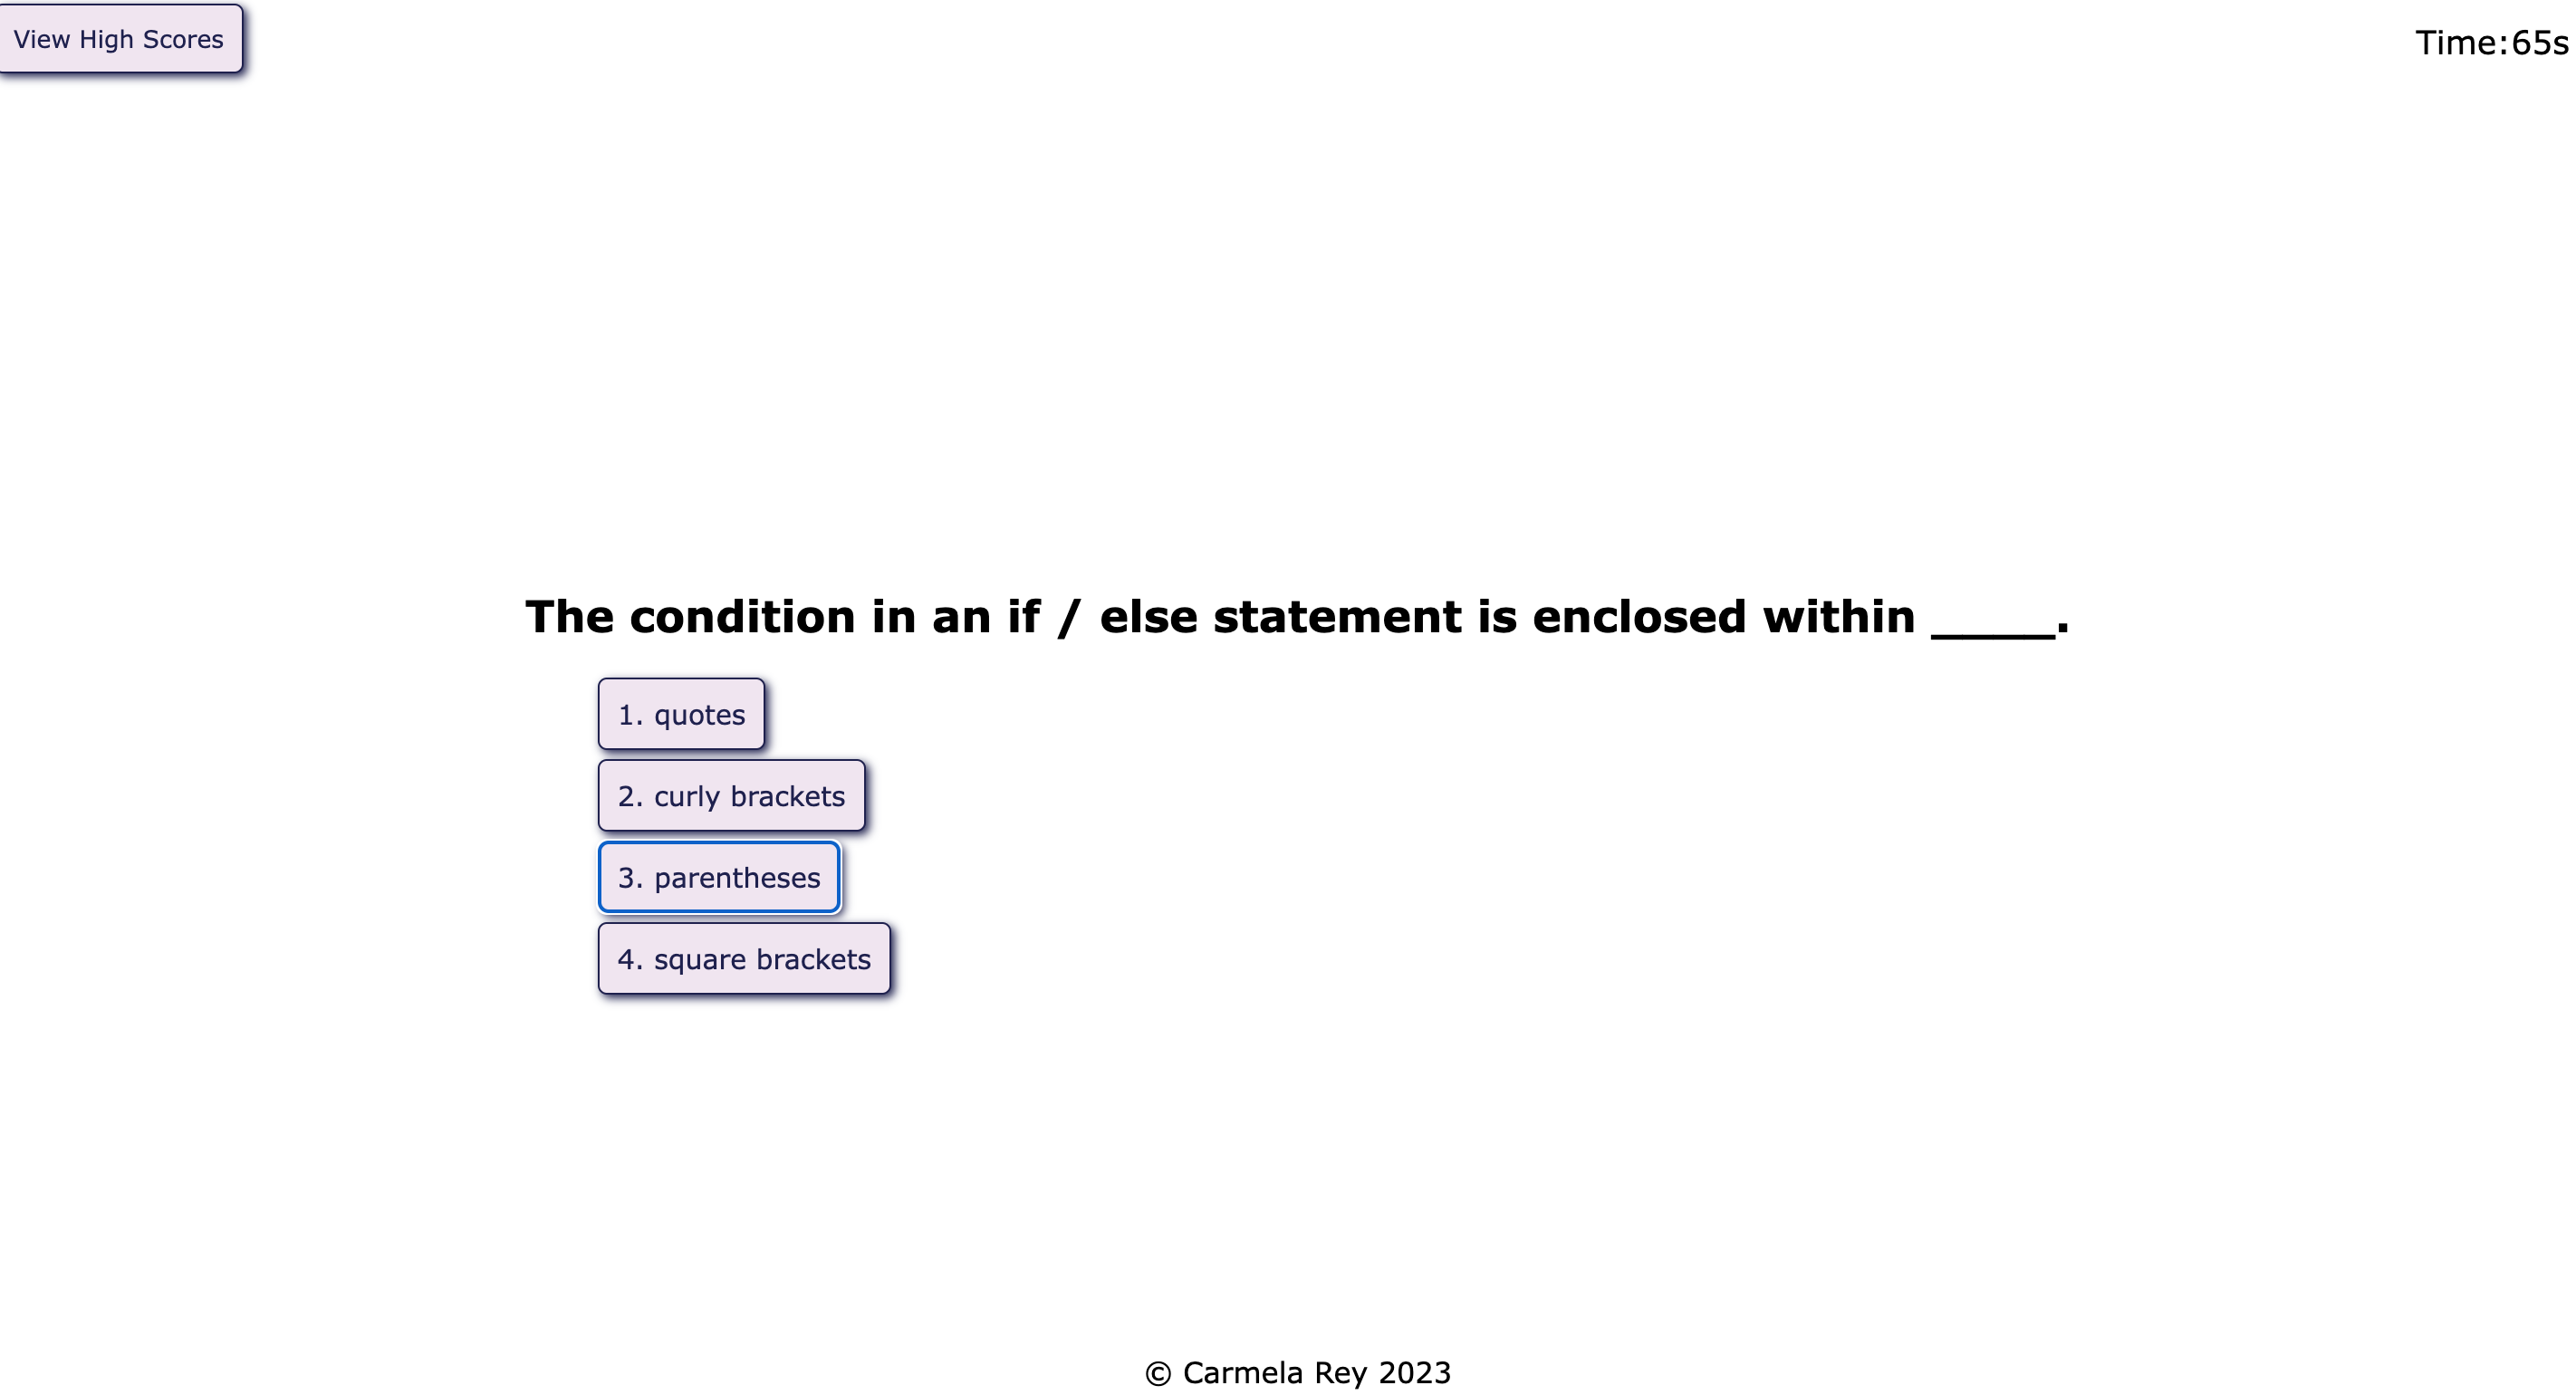 View High Scores
Time:65s
The condition in an if / else statement is enclosed within ____.
1. quotes
2. curly brackets
3. parentheses
4. square brackets
© Carmela Rey 2023